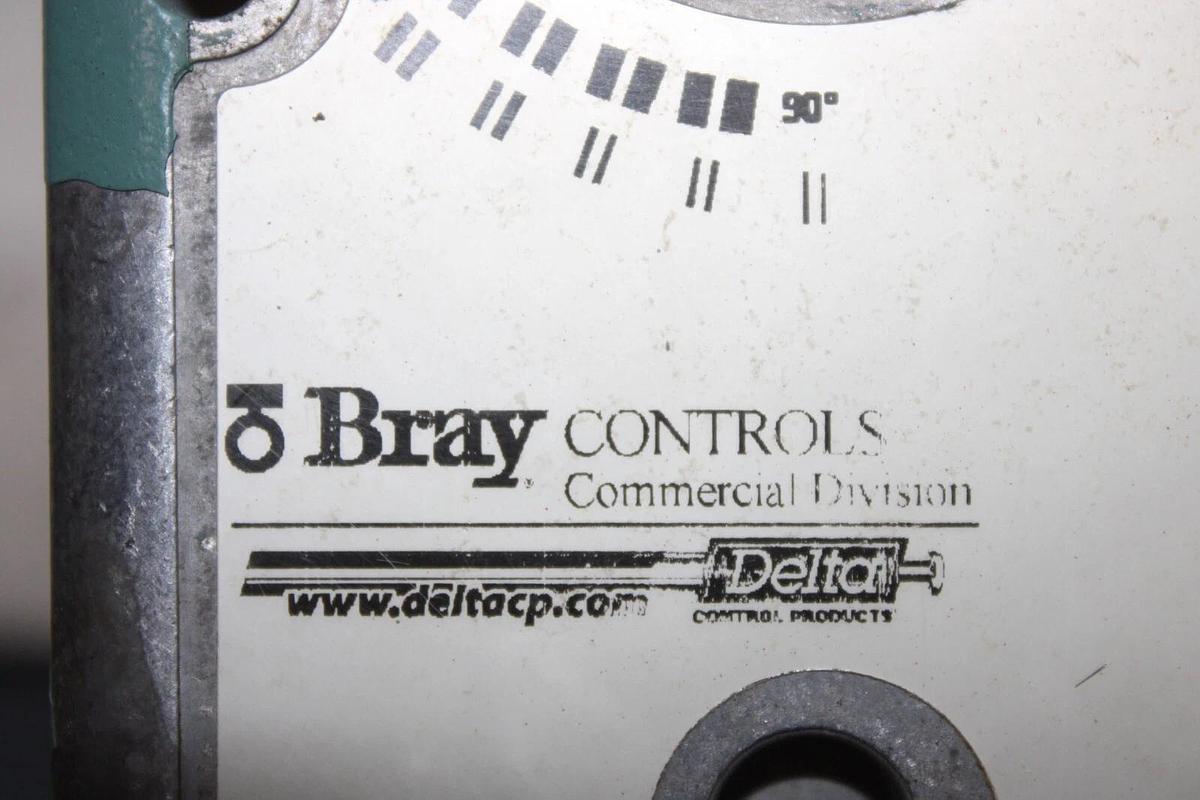 90°
Bray® CONTROLS
Commercial Division
Delta
www.deltacp.com
CONTROL PRODUCTS